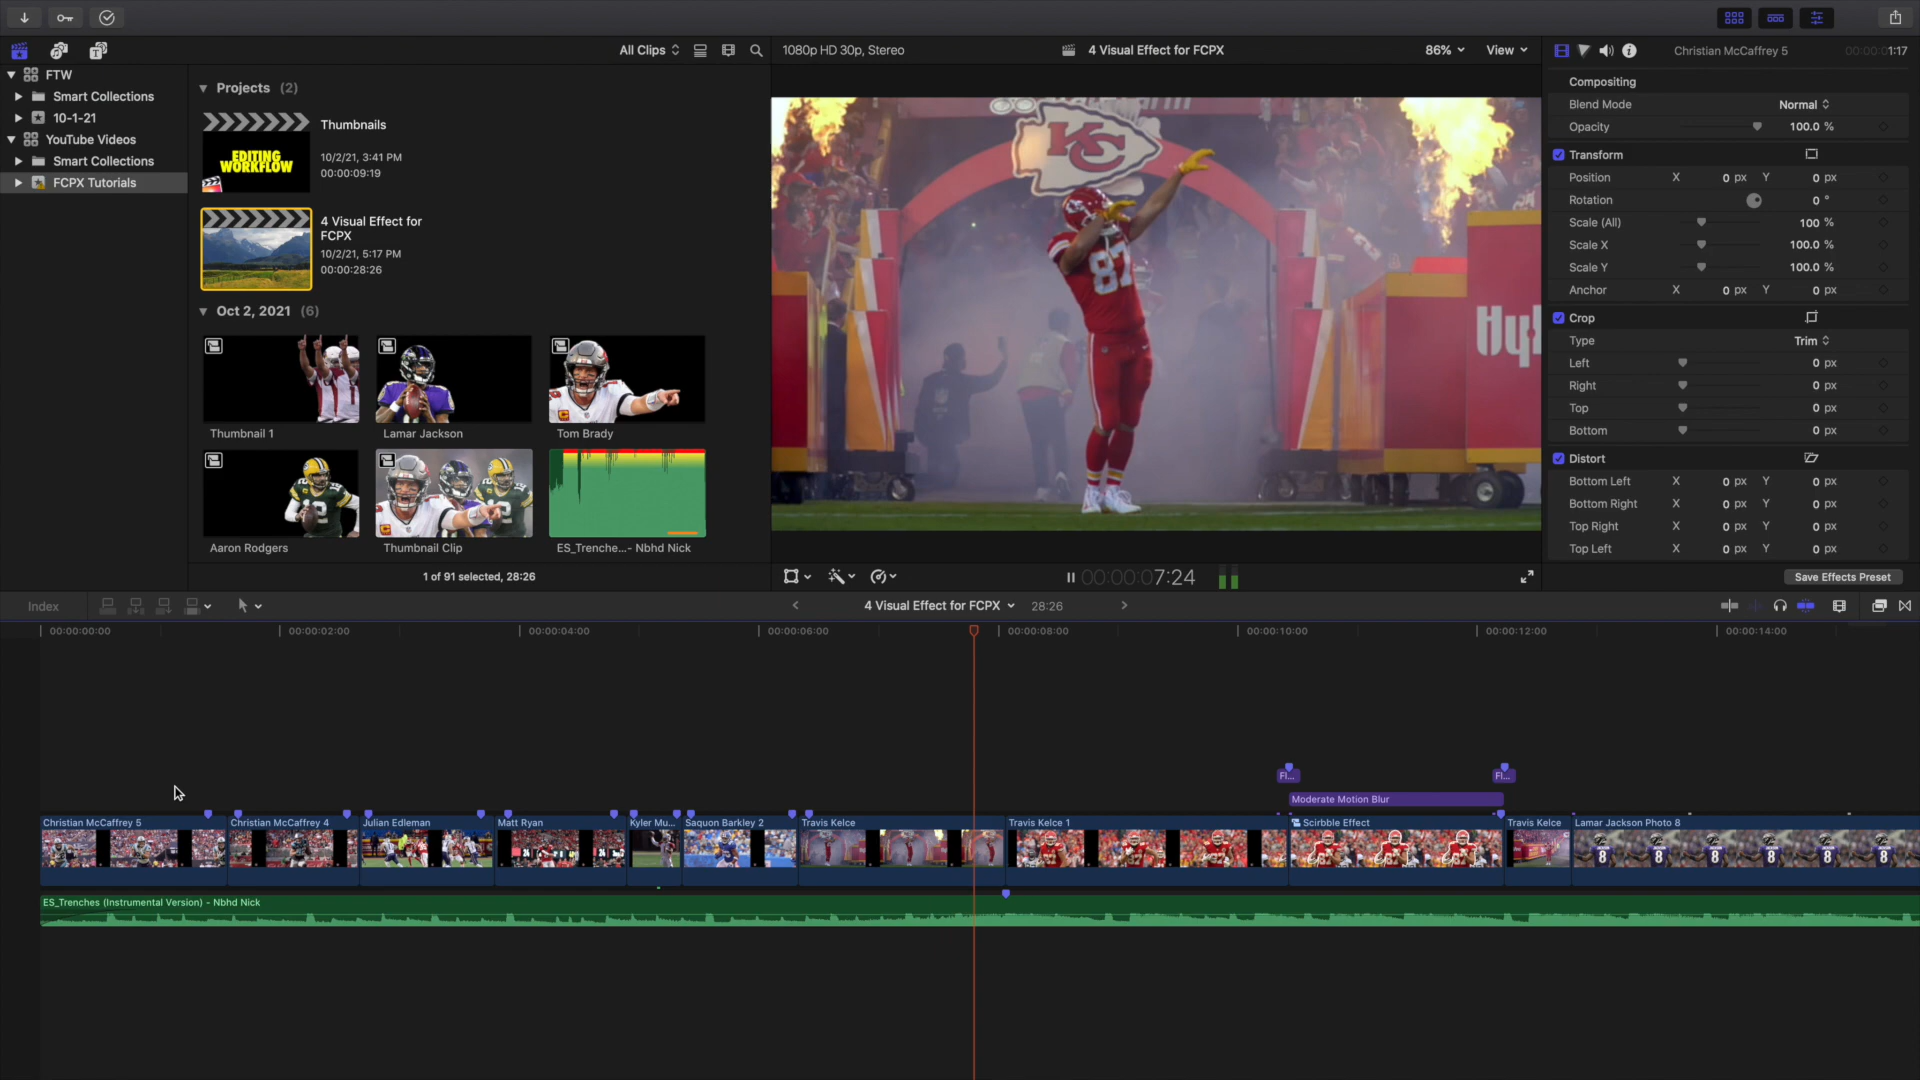 All Clips
1080p HD 30p, Stereo
4 Visual Effect for FCPX
86%
View
Christian McCaffrey 5
00:00:01:17
FTW
Smart Collections
10-1-21
YouTube Videos
Smart Collections
FCPX Tutorials
Projects (2)
EDITING
WORKFLOW
Thumbnails
10/2/21, 3:41 PM
00:00:09:19
4 Visual Effect for
FCPX
10/2/21, 5:17 PM
00:00:28:26
Oct 2, 2021 (6)
Thumbnail 1
Lamar Jackson
Tom Brady
Aaron Rodgers
Thumbnail Clip
ES_Trenche...- Nbhd Nick
1 of 91 selected, 28:26
KC
87
Hy
00:00:07:24
Compositing
Blend Mode Normal
Opacity 100.0 %
Transform
Position X 0 px Y 0 px
Rotation 0 °
Scale (All) 100 %
Scale X 100.0 %
Scale Y 100.0 %
Anchor X 0 px Y 0 px
Crop
Type Trim
Left 0 px
Right 0 px
Top 0 px
Bottom 0 px
Distort
Bottom Left X 0 px Y 0 px
Bottom Right X 0 px Y 0 px
Top Right X 0 px Y 0 px
Top Left X 0 px Y 0 px
Save Effects Preset
Index
4 Visual Effect for FCPX
28:26
00:00:00:00
00:00:02:00
00:00:04:00
00:00:06:00
00:00:08:00
00:00:10:00
00:00:12:00
00:00:14:00
Fl...
Fl...
Moderate Motion Blur
Christian McCaffrey 5
Christian McCaffrey 4
Julian Edleman
Matt Ryan
Kyler Mu...
Saquon Barkley 2
Travis Kelce
Travis Kelce 1
Scirbble Effect
Travis Kelce
Lamar Jackson Photo 8
ES_Trenches (Instrumental Version) - Nbhd Nick